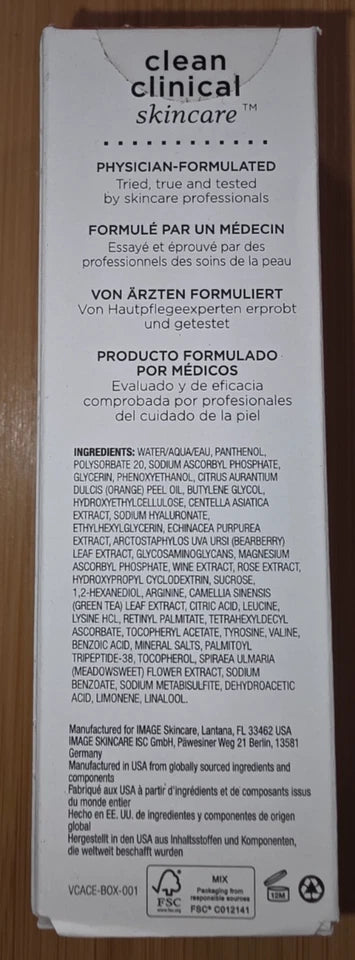 clean
clinical
skincare™
PHYSICIAN-FORMULATED
Tried, true and tested
by skincare professionals
FORMULÉ PAR UN MÉDECIN
Essayé et éprouvé par des
professionnels des soins de la peau
VON ÄRZTEN FORMULIERT
Von Hautpflegeexperten erprobt
und getestet
PRODUCTO FORMULADO
POR MÉDICOS
Evaluado y de eficacia
comprobada por profesionales
del cuidado de la piel
INGREDIENTS: WATER/AQUA/EAU, PANTHENOL,
POLYSORBATE 20, SODIUM ASCORBYL PHOSPHATE,
GLYCERIN, PHENOXYETHANOL, CITRUS AURANTIUM
DULCIS (ORANGE) PEEL OIL, BUTYLENE GLYCOL,
HYDROXYETHYLCELLULOSE, CENTELLA ASIATICA
EXTRACT, SODIUM HYALURONATE,
ETHYLHEXYLGLYCERIN, ECHINACEA PURPUREA
EXTRACT, ARCTOSTAPHYLOS UVA URSI (BEARBERRY)
LEAF EXTRACT, GLYCOSAMINOGLYCANS, MAGNESIUM
ASCORBYL PHOSPHATE, WINE EXTRACT, ROSE EXTRACT,
HYDROXYPROPYL CYCLODEXTRIN, SUCROSE,
1,2-HEXANEDIOL, ARGININE, CAMELLIA SINENSIS
(GREEN TEA) LEAF EXTRACT, CITRIC ACID, LEUCINE,
LYSINE HCL, RETINYL PALMITATE, TETRAHEXYLDECYL
ASCORBATE, TOCOPHERYL ACETATE, TYROSINE, VALINE,
BENZOIC ACID, MINERAL SALTS, PALMITOYL
TRIPEPTIDE-38, TOCOPHEROL, SPIRAEA ULMARIA
(MEADOWSWEET) FLOWER EXTRACT, SODIUM
BENZOATE, SODIUM METABISULFITE, DEHYDROACETIC
ACID, LIMONENE, LINALOOL.
Manufactured for IMAGE Skincare, Lantana, FL 33462 USA
IMAGE SKINCARE ISC GmbH, Päwesiner Weg 21 Berlin, 13581
Germany
Manufactured in USA from globally sourced ingredients and
components
Fabriqué aux USA à partir d'ingrédients et de composants issus
du monde entier
Hecho en EE. UU. de ingredientes y componentes de origen
global
Hergestellt in den USA aus Inhaltsstoffen und Komponenten,
die weltweit beschafft wurden
VCACE-BOX-001
FSC
www.fsc.org
MIX
Packaging from
responsible sources
FSC® C012141
12M